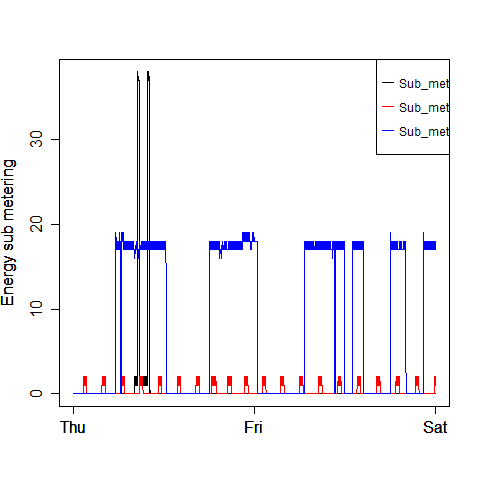 Sub_met
Sub_met
Sub_met
Energy sub metering
30
20
10
0
Thu Fri Sat